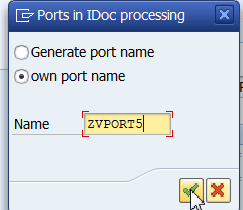 Ports in IDoc processing
Generate port name
own port name
Name ZVPORT5